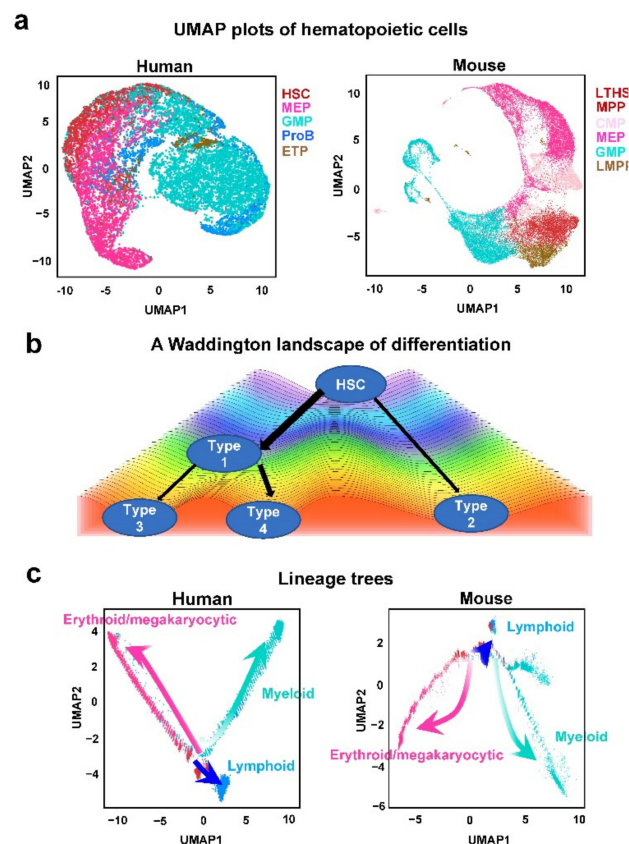 a
UMAP plots of hematopoietic cells
Human
Mouse
10
5
0
−5
−10
UMAP2
-10
-5
0
5
10
UMAP1
HSC
MEP
GMP
ProB
ETP
10
5
0
−5
UMAP2
-10
-5
0
5
10
UMAP1
LTHS
MPP
CMP
MEP
GMP
LMPP
b
A Waddington landscape of differentiation
HSC
Type
1
Type
3
Type
4
Type
2
c
Lineage trees
Human
Mouse
4
2
0
−2
−4
UMAP2
−10
−5
0
5
10
UMAP1
Erythroid/megakaryocytic
Myeloid
Lymphoid
2
0
−2
−4
−6
UMAP2
-10
-5
0
5
10
UMAP1
Lymphoid
Erythroid/megakaryocytic
Myeloid